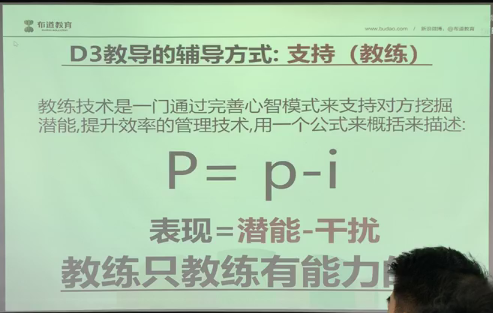 布道教育
www.budao.com / 新浪微博：@布道教育
D3教导的辅导方式: 支持（教练）
教练技术是一门通过完善心智模式来支持对方挖掘
潜能,提升效率的管理技术,用一个公式来概括来描述:
P= p-i
表现=潜能-干扰
教练只教练有能力的